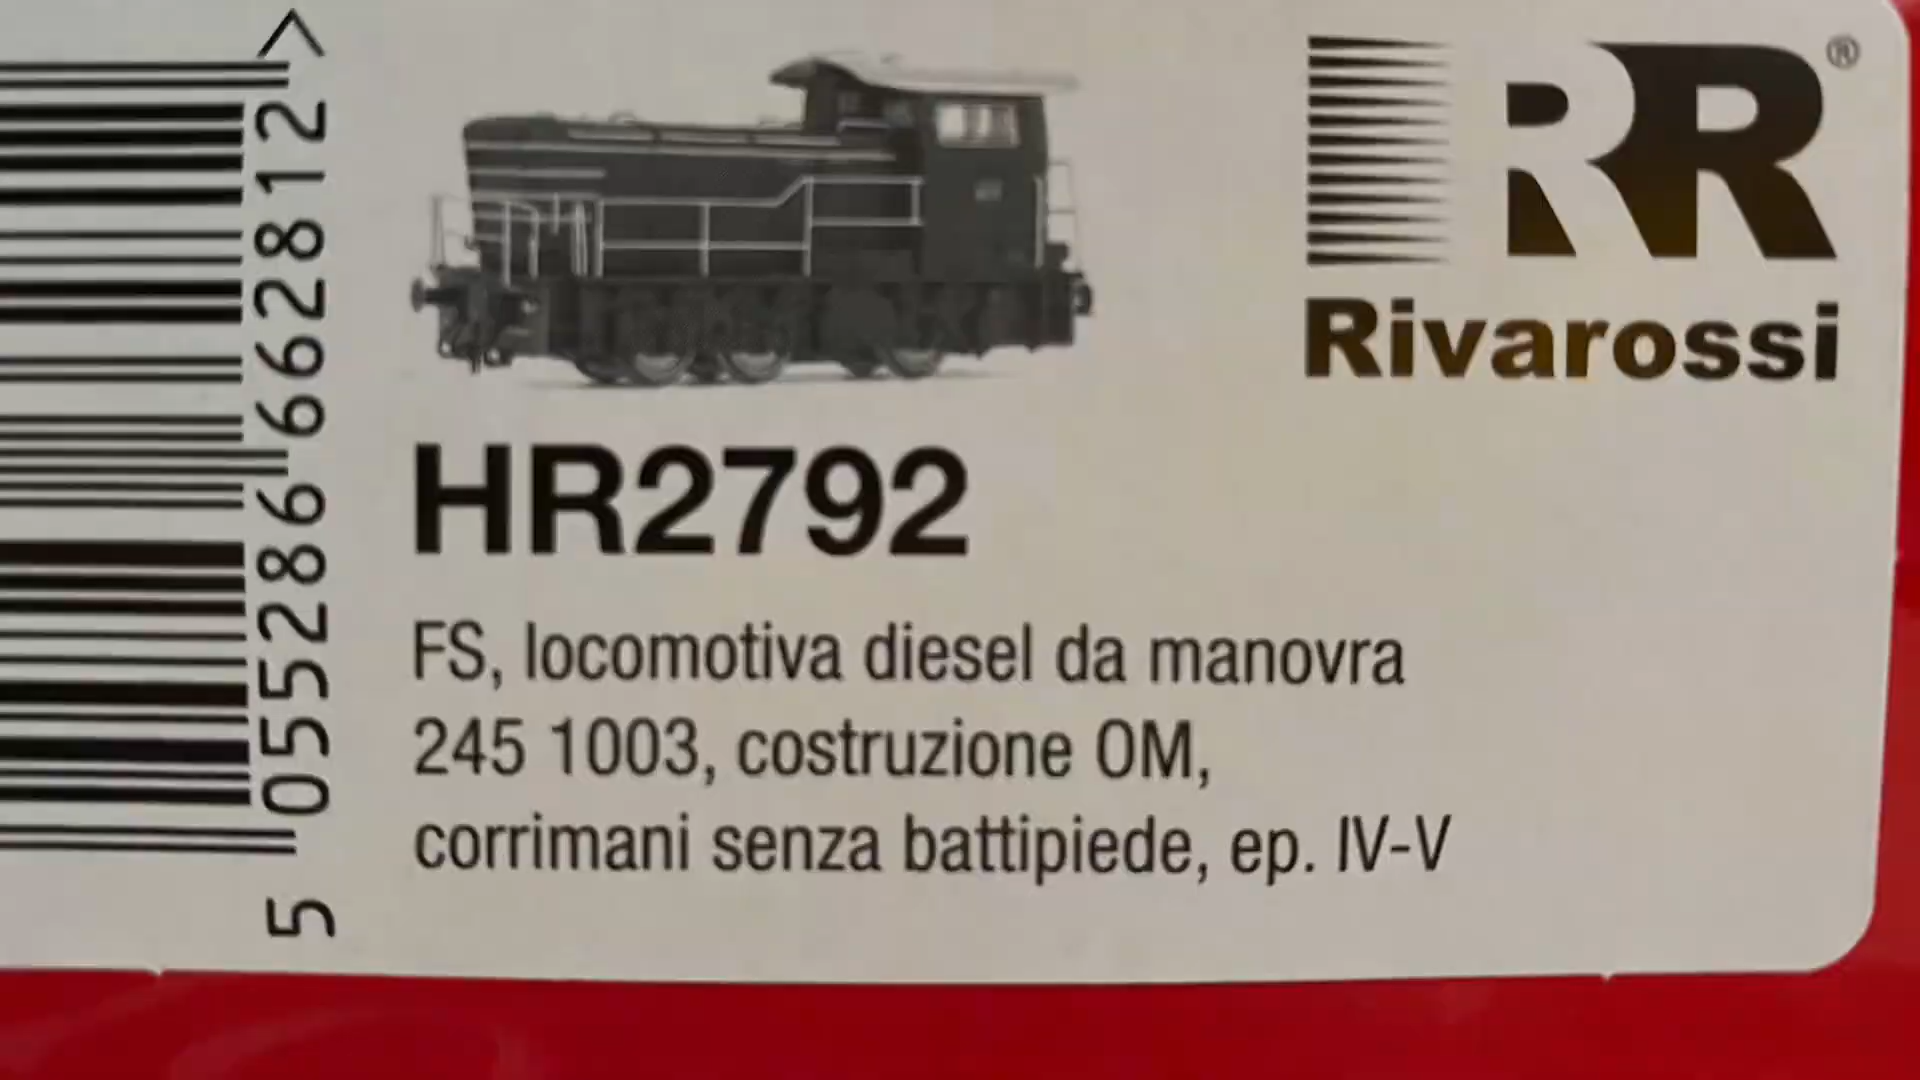 RR®
Rivarossi
HR2792
FS, locomotiva diesel da manovra
245 1003, costruzione OM,
corrimani senza battipiede, ep. IV-V
5 055286 662812 >